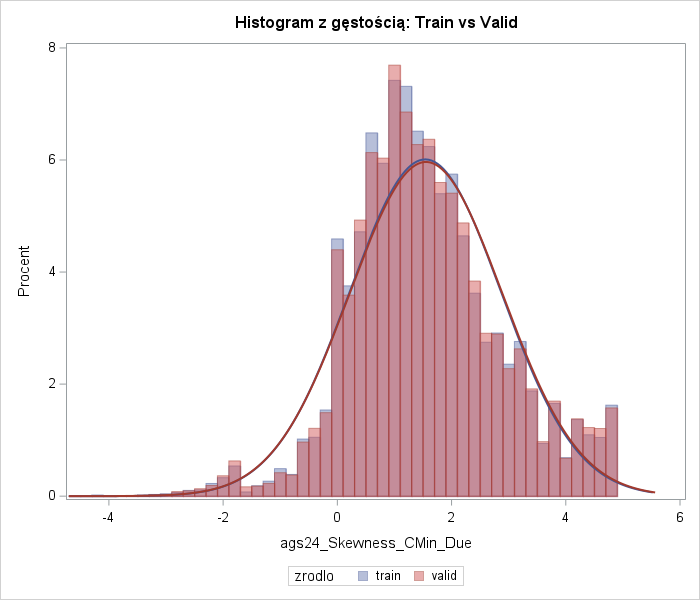 Histogram z gęstością: Train vs Valid
Procent
8
6
4
2
0
-4 -2 0 2 4 6
ags24_Skewness_CMin_Due
zrodlo train valid